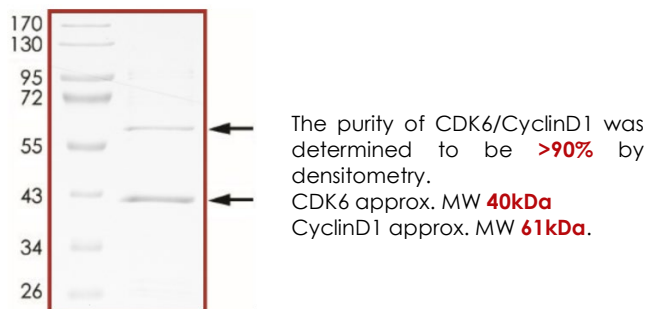 170
130
95
72
55
43
34
26
The purity of CDK6/CyclinD1 was
determined to be >90% by
densitometry.
CDK6 approx. MW 40kDa
CyclinD1 approx. MW 61kDa.